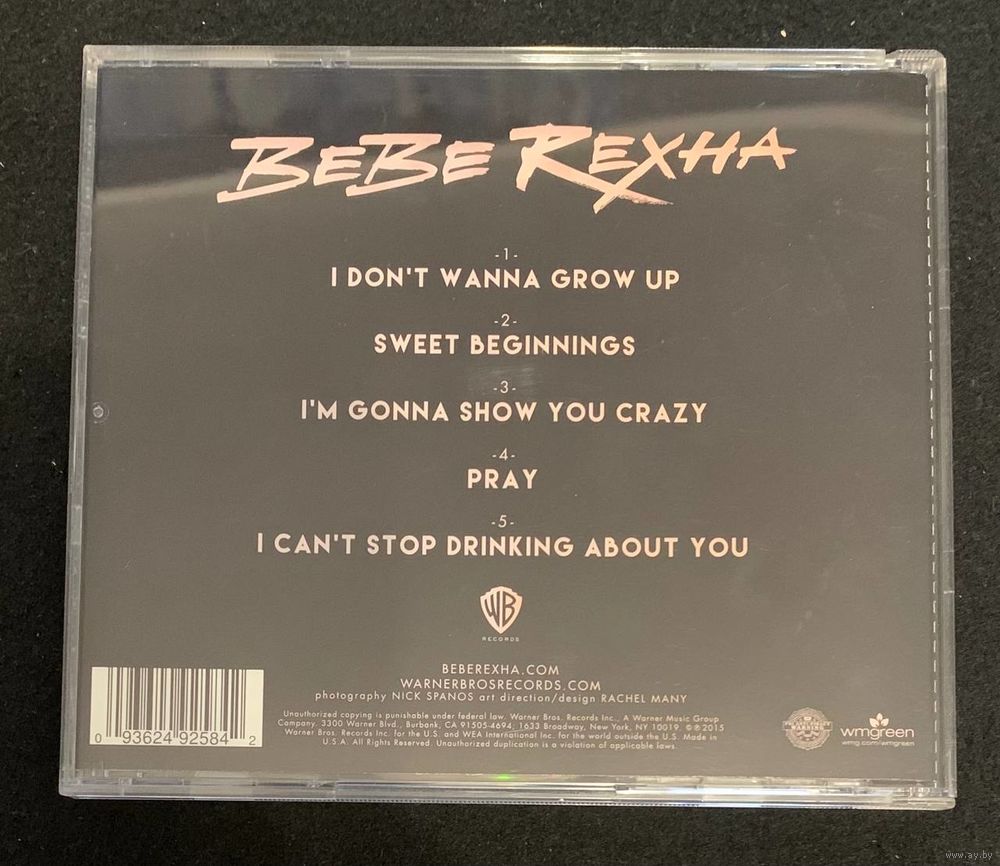 BEBE REXHA
-1-
I DON'T WANNA GROW UP
-2-
SWEET BEGINNINGS
-3-
I'M GONNA SHOW YOU CRAZY
-4-
PRAY
-5-
I CAN'T STOP DRINKING ABOUT YOU
WB
RECORDS
BEBEREXHA.COM
WARNERBROSRECORDS.COM
photography NICK SPANOS art direction/design RACHEL MANY
Unauthorized copying is punishable under federal law. Warner Bros. Records Inc., A Warner Music Group
Company, 3300 Warner Blvd., Burbank, CA 91505-4694; 1633 Broadway, New York, NY 10019. ©℗2015
Warner Bros. Records Inc. for the U.S. and WEA International Inc. for the world outside the U.S. Made in
U.S.A. All Rights Reserved. Unauthorized duplication is a violation of applicable laws.
0 93624 92584 2
wmgreen
wmg.com/wmgreen
www.ay.by